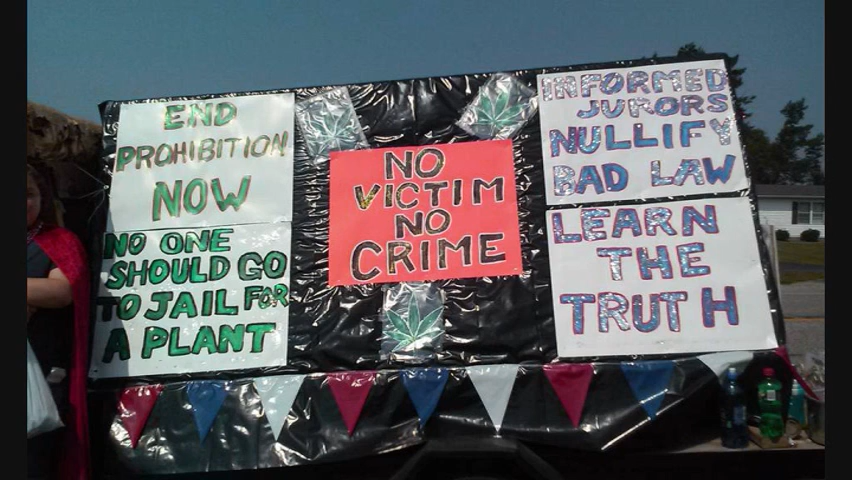 END
PROHIBITION
NOW
NO ONE
SHOULD GO
TO JAIL FOR
A PLANT
NO
VICTIM
NO
CRIME
INFORMED
JURORS
NULLIFY
BAD LAW
LEARN
THE
TRUTH